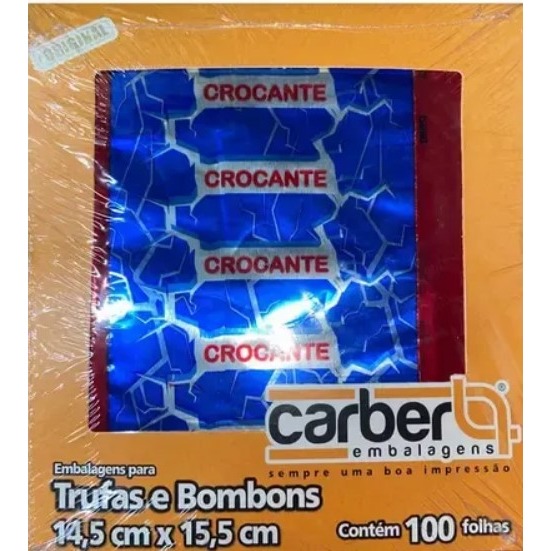 ORIGINAL
CROCANTE
CROCANTE
CROCANTE
CROCANTE
carber
embalagens
sempre uma boa impressão
Embalagens para
Trufas e Bombons
14,5 cm x 15,5 cm
Contém 100 folhas